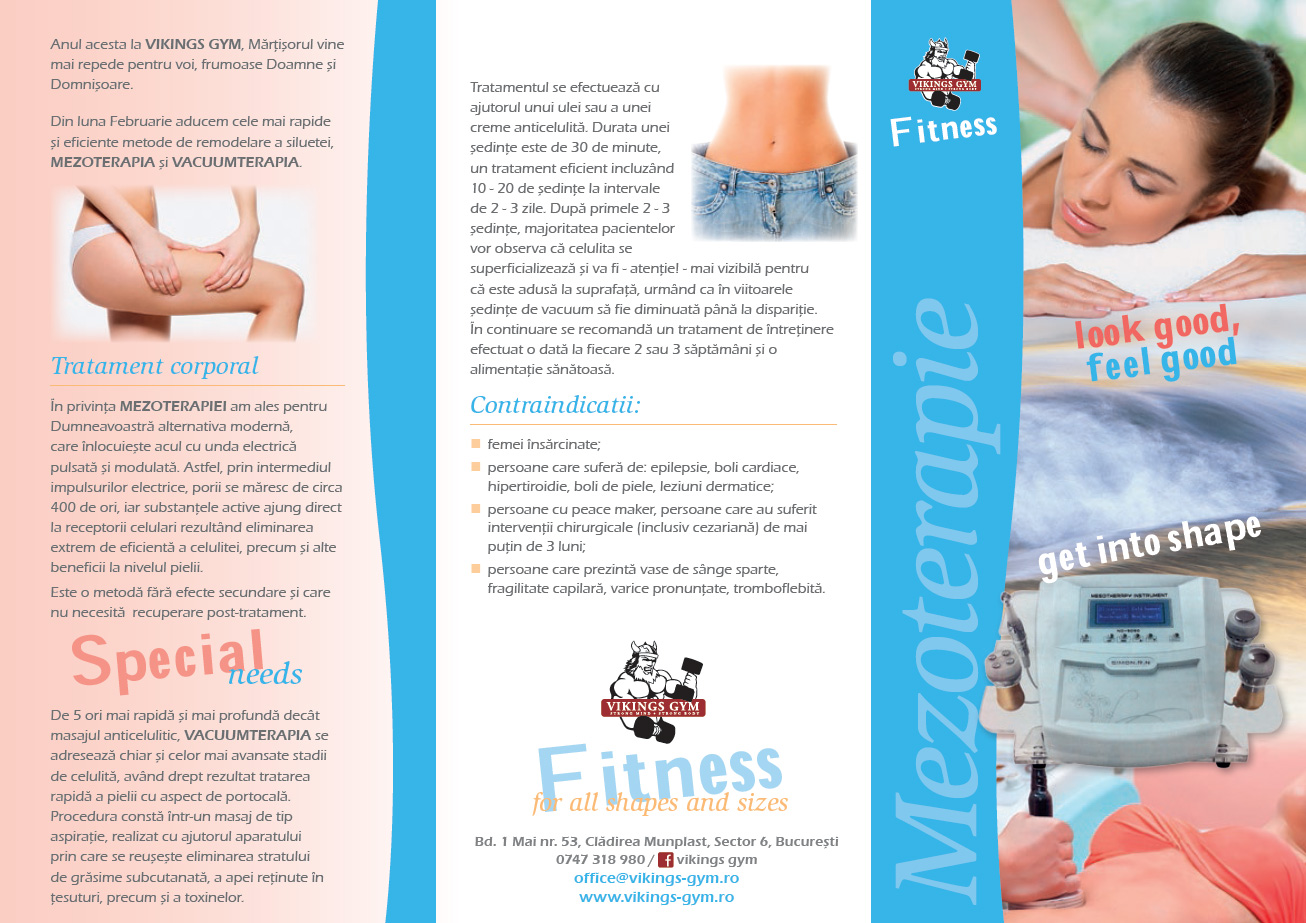 Anul acesta la VIKINGS GYM, Mărțișorul vine
mai repede pentru voi, frumoase Doamne și
Domnișoare.
Din luna Februarie aducem cele mai rapide
și eficiente metode de remodelare a siluetei,
MEZOTERAPIA și VACUUMTERAPIA.
Tratament corporal
În privința MEZOTERAPIEI am ales pentru
Dumneavoastră alternativa modernă,
care înlocuiește acul cu unda electrică
pulsată și modulată. Astfel, prin intermediul
impulsurilor electrice, porii se măresc de circa
400 de ori, iar substanțele active ajung direct
la receptorii celulari rezultând eliminarea
extrem de eficientă a celulitei, precum și alte
beneficii la nivelul pielii.
Este o metodă fără efecte secundare și care
nu necesită recuperare post-tratament.
Special
needs
De 5 ori mai rapidă și mai profundă decât
masajul anticelulitic, VACUUMTERAPIA se
adresează chiar și celor mai avansate stadii
de celulită, având drept rezultat tratarea
rapidă a pielii cu aspect de portocală.
Procedura constă într-un masaj de tip
aspirație, realizat cu ajutorul aparatului
prin care se reușește eliminarea stratului
de grăsime subcutanată, a apei reținute în
țesuturi, precum și a toxinelor.
Tratamentul se efectuează cu
ajutorul unui ulei sau a unei
creme anticelulită. Durata unei
ședințe este de 30 de minute,
un tratament eficient incluzând
10 - 20 de ședințe la intervale
de 2 - 3 zile. După primele 2 - 3
ședințe, majoritatea pacientelor
vor observa că celulita se
superficializează și va fi - atenție! - mai vizibilă pentru
că este adusă la suprafață, urmând ca în viitoarele
ședințe de vacuum să fie diminuată până la dispariție.
În continuare se recomandă un tratament de întreținere
efectuat o dată la fiecare 2 sau 3 săptămâni și o
alimentație sănătoasă.
Contraindicatii:
femei însărcinate;
persoane care suferă de: epilepsie, boli cardiace,
hipertiroidie, boli de piele, leziuni dermatice;
persoane cu peace maker, persoane care au suferit
intervenții chirurgicale (inclusiv cezariană) de mai
puțin de 3 luni;
persoane care prezintă vase de sânge sparte,
fragilitate capilară, varice pronunțate, tromboflebită.
VIKINGS GYM
STRONG MIND & STRONG BODY
Fitness
for all shapes and sizes
Bd. 1 Mai nr. 53, Clădirea Munplast, Sector 6, București
0747 318 980 / f vikings gym
office@vikings-gym.ro
www.vikings-gym.ro
VIKINGS GYM
STRONG MIND & STRONG BODY
Fitness
Mezoterapie
look good,
feel good
get into shape
MEZOTHERAPY INSTRUMENT